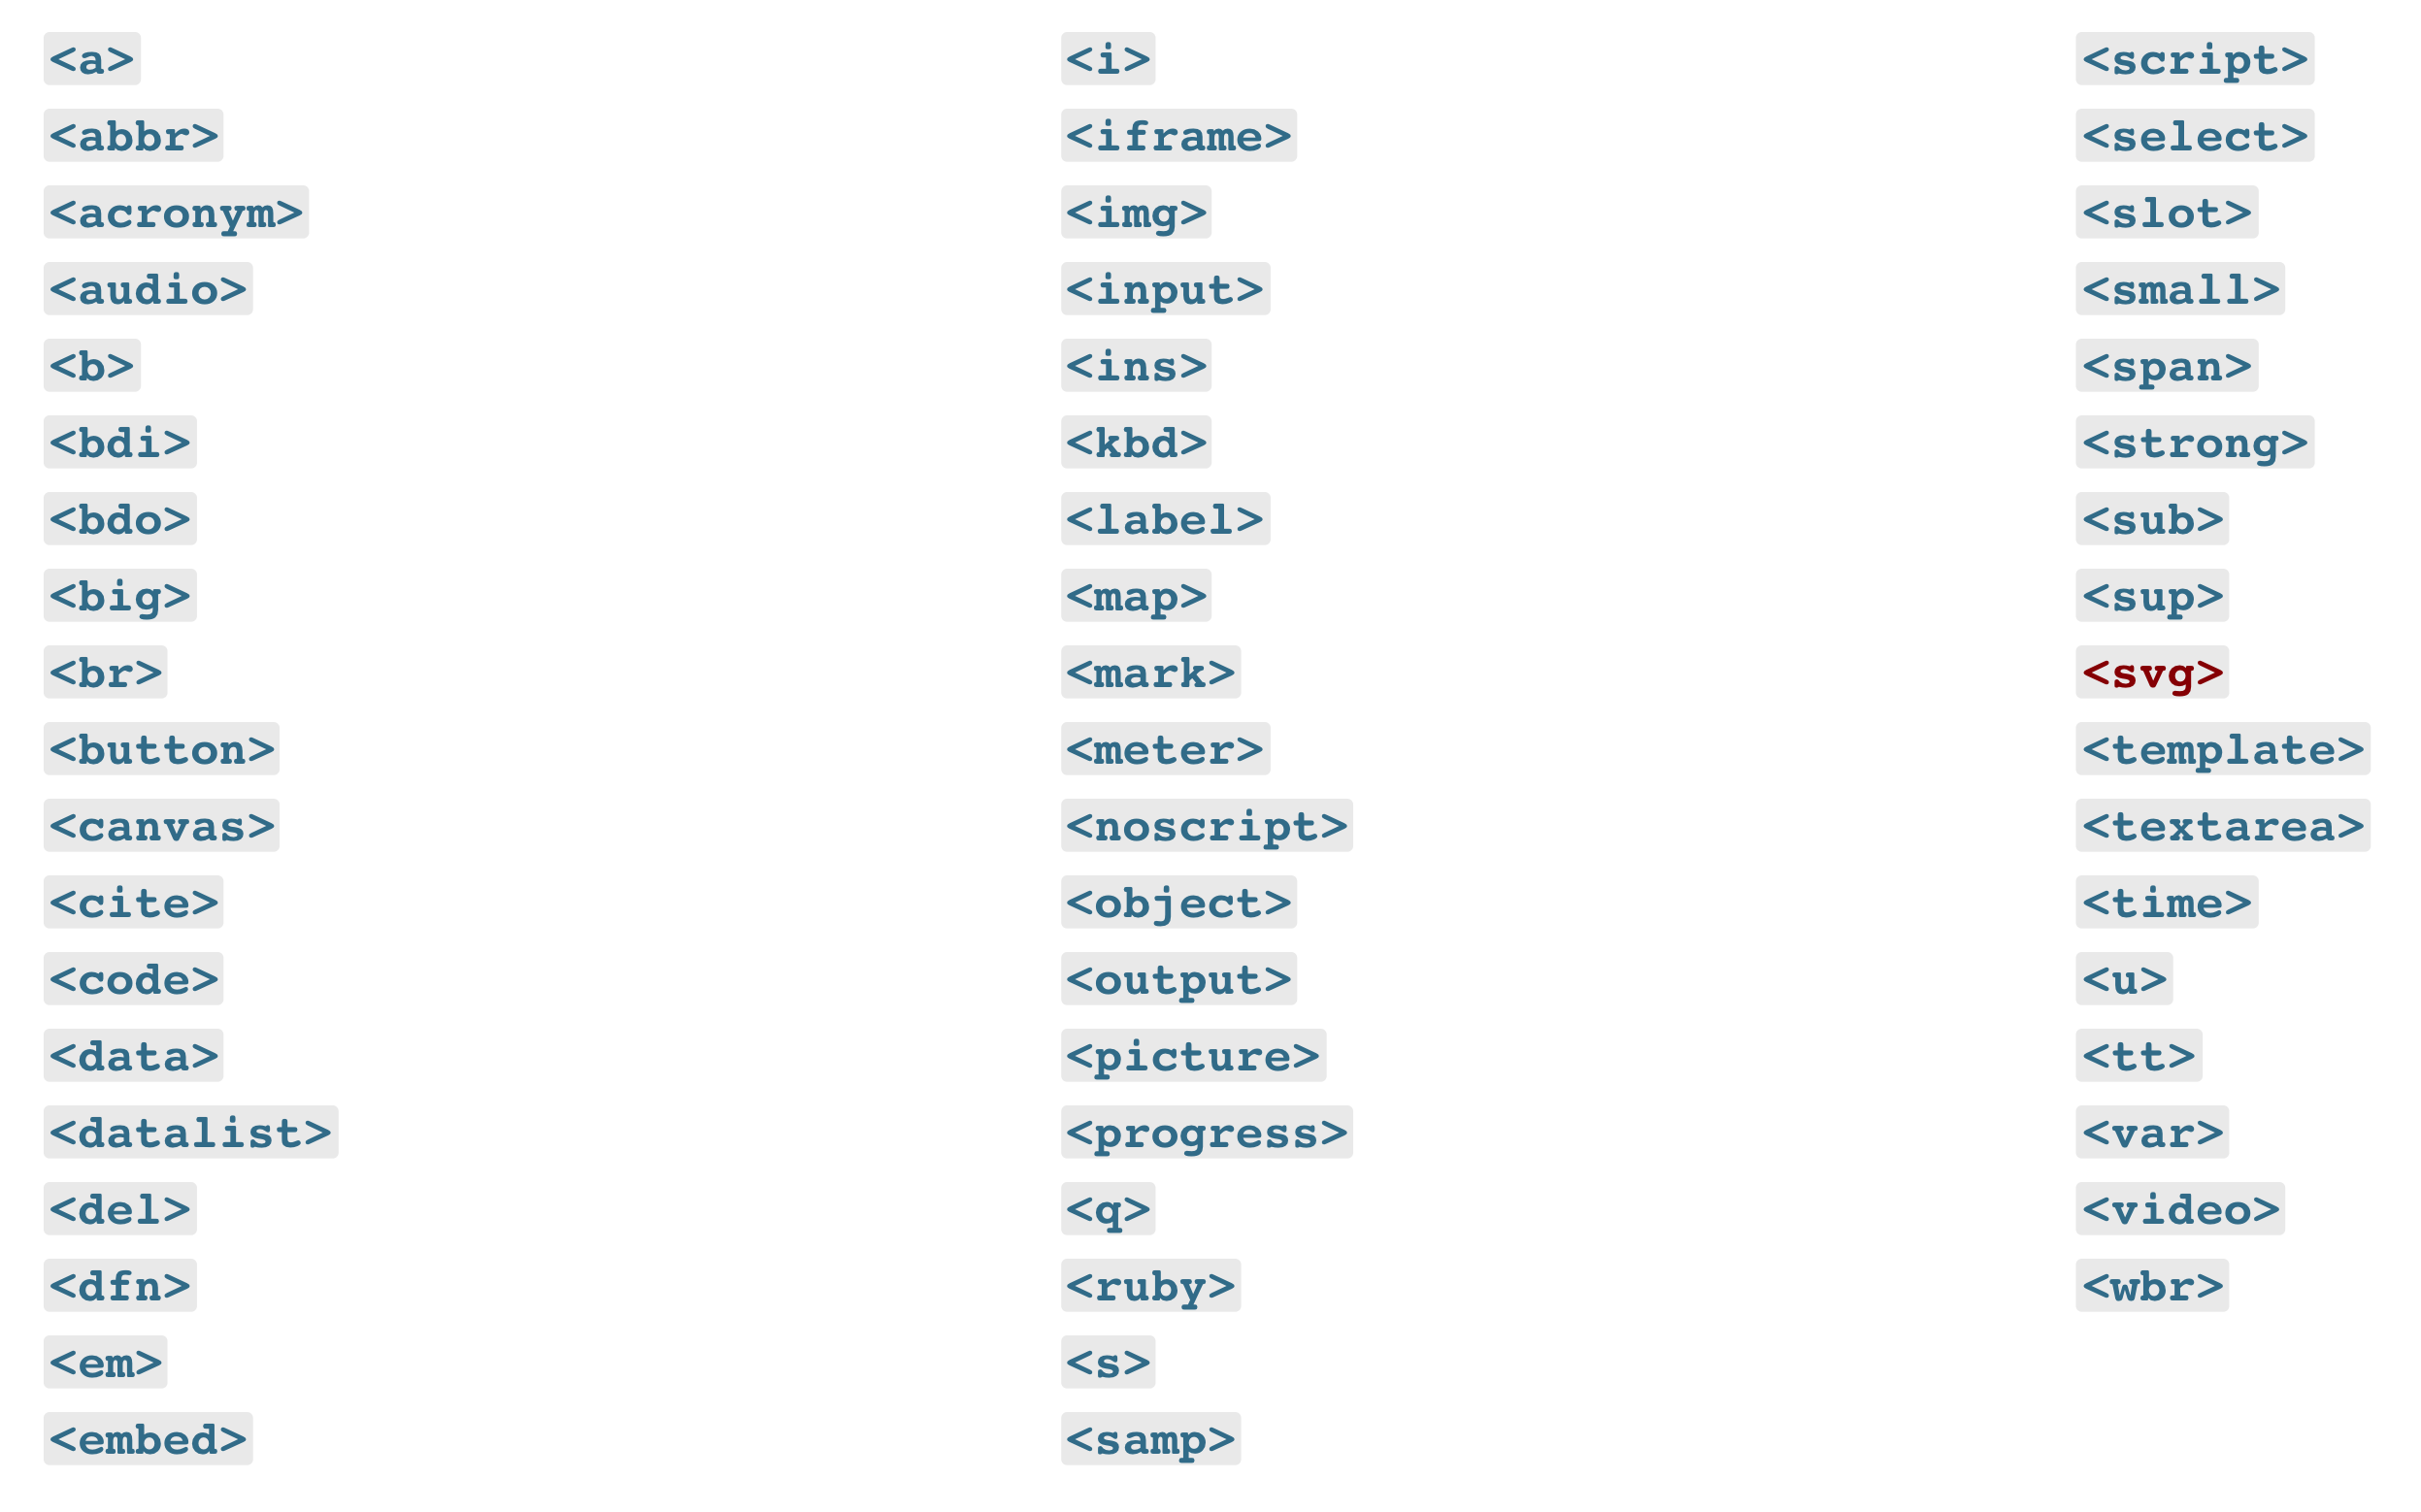 <a>
<abbr>
<acronym>
<audio>
<b>
<bdi>
<bdo>
<big>
<br>
<button>
<canvas>
<cite>
<code>
<data>
<datalist>
<del>
<dfn>
<em>
<embed>
<i>
<iframe>
<img>
<input>
<ins>
<kbd>
<label>
<map>
<mark>
<meter>
<noscript>
<object>
<output>
<picture>
<progress>
<q>
<ruby>
<s>
<samp>
<script>
<select>
<slot>
<small>
<span>
<strong>
<sub>
<sup>
<svg>
<template>
<textarea>
<time>
<u>
<tt>
<var>
<video>
<wbr>